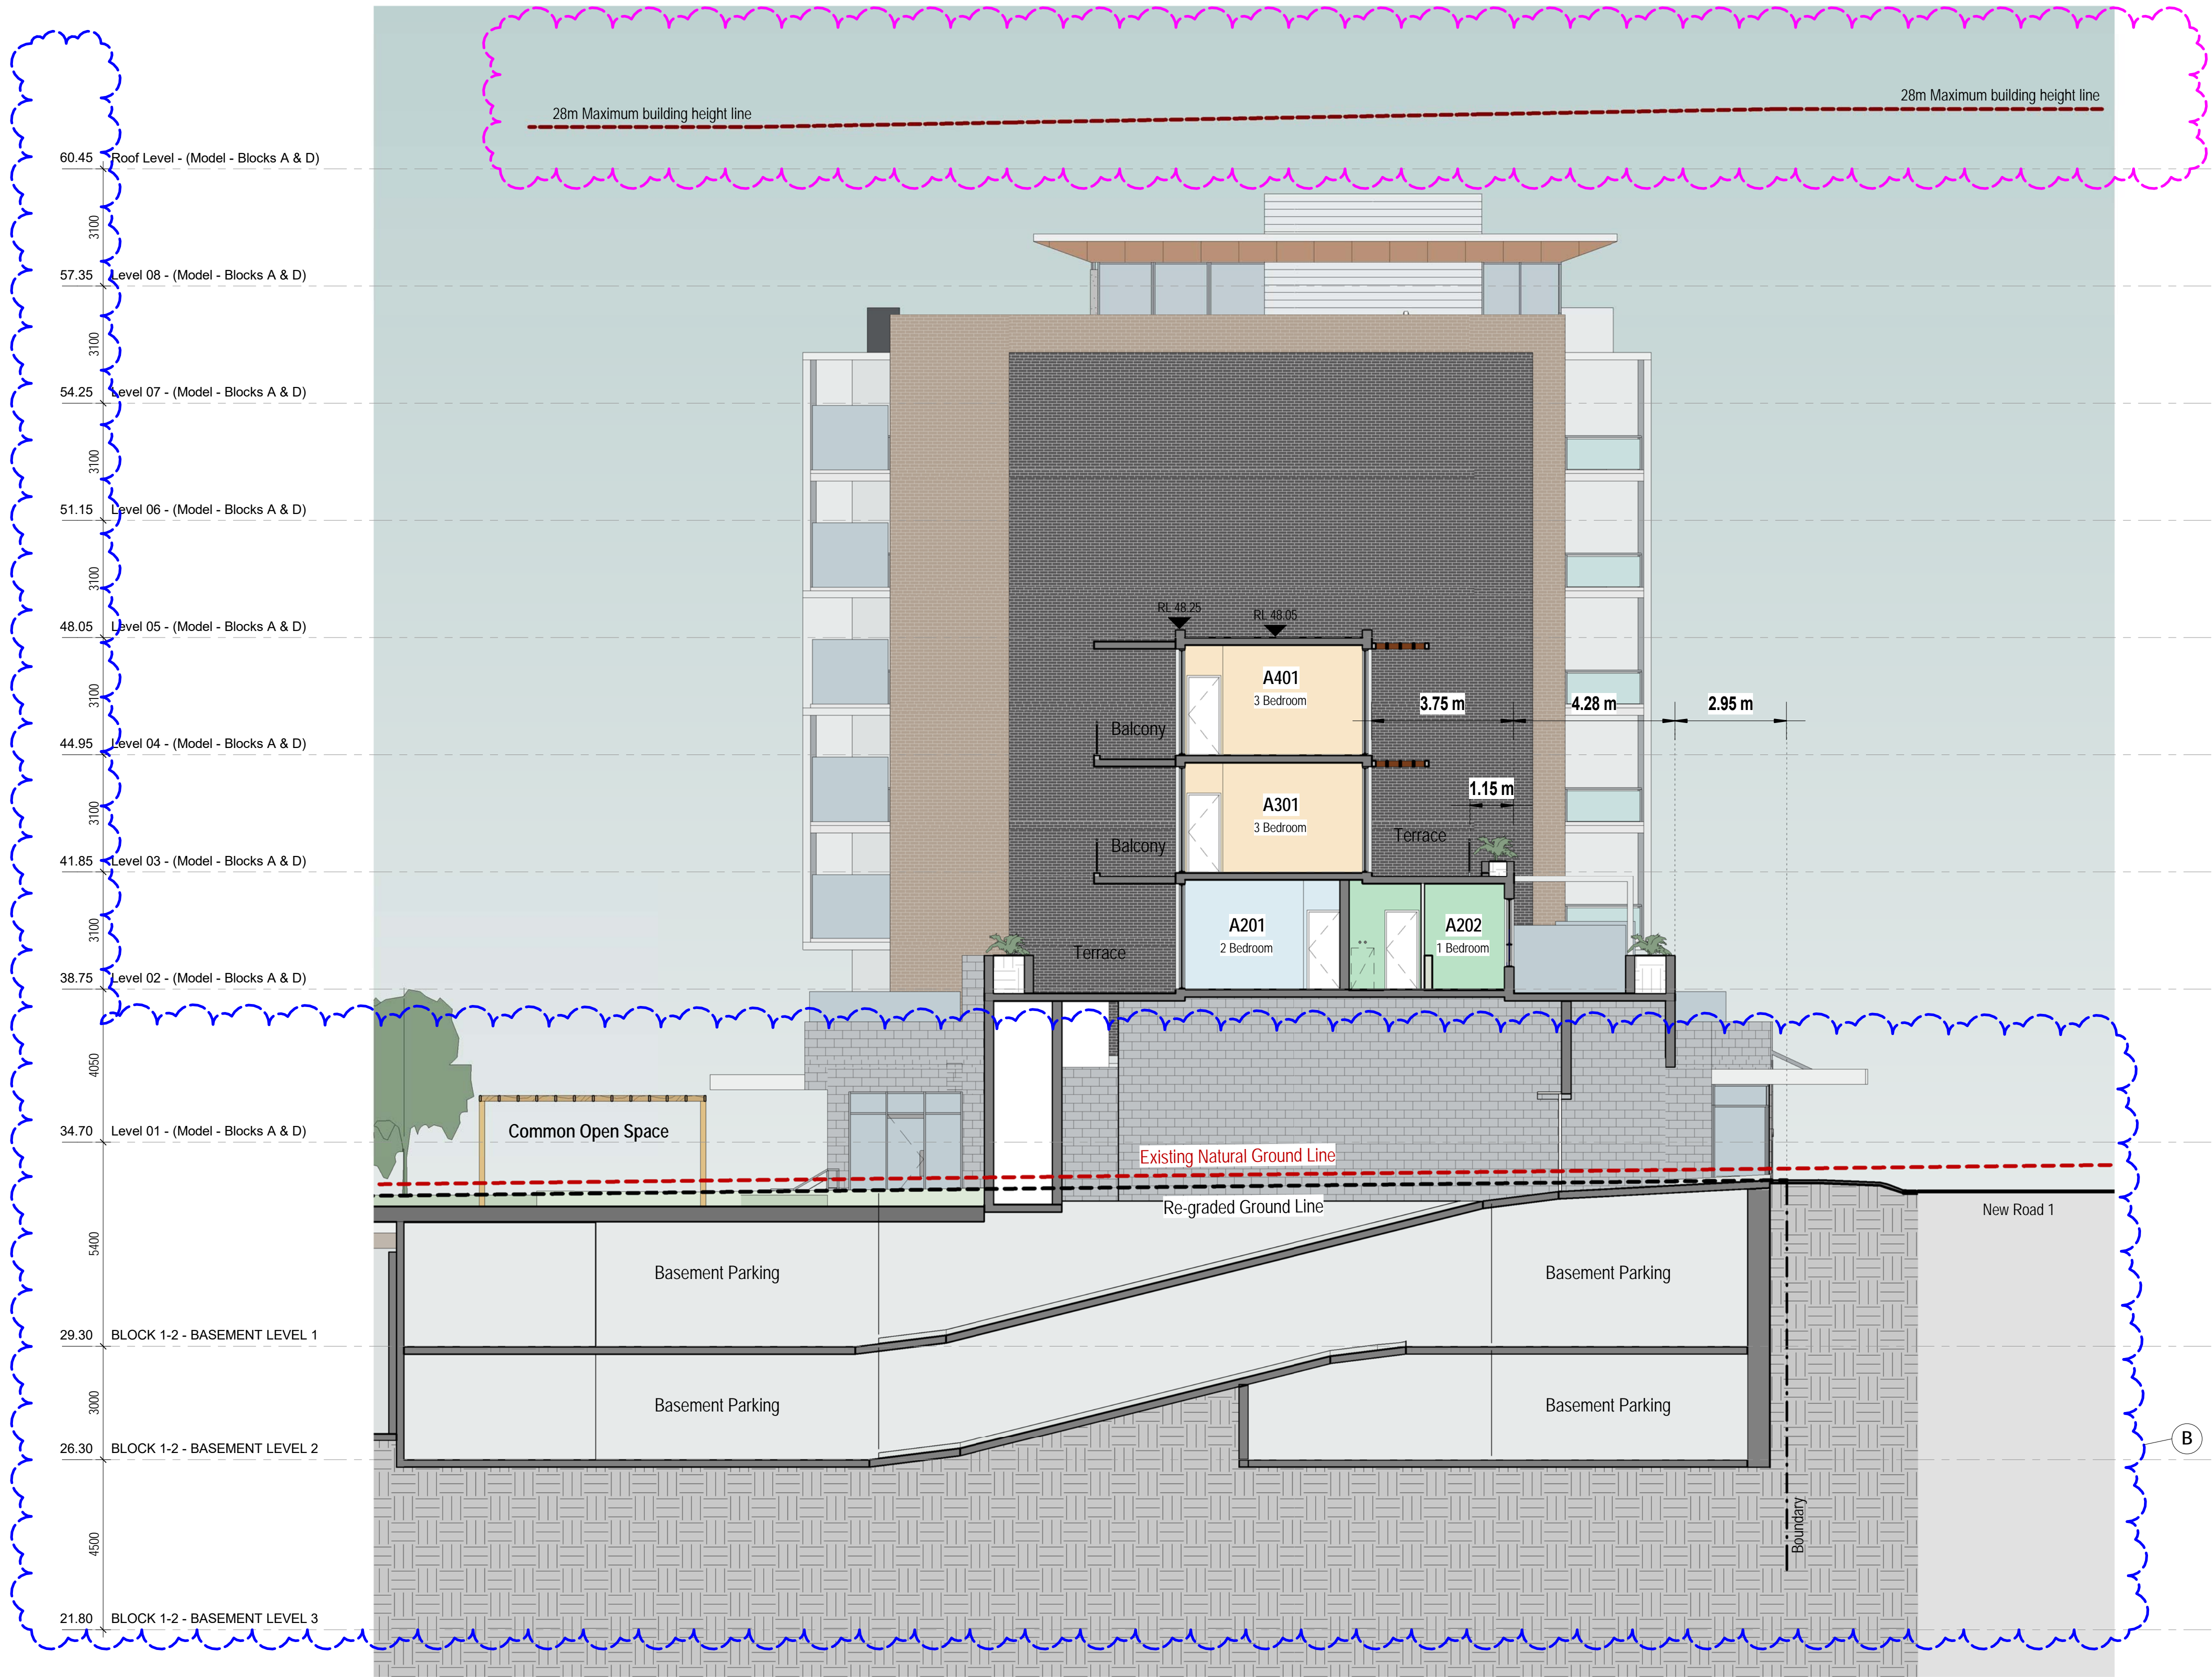 28m Maximum building height line
28m Maximum building height line
60.45 Roof Level - (Model - Blocks A & D)
3100
57.35 Level 08 - (Model - Blocks A & D)
3100
54.25 Level 07 - (Model - Blocks A & D)
3100
51.15 Level 06 - (Model - Blocks A & D)
3100
RL 48.25
RL 48.05
48.05 Level 05 - (Model - Blocks A & D)
A401
3 Bedroom
3100
3.75 m
4.28 m
2.95 m
Balcony
44.95 Level 04 - (Model - Blocks A & D)
1.15 m
A301
3 Bedroom
3100
Terrace
Balcony
41.85 Level 03 - (Model - Blocks A & D)
A201
2 Bedroom
A202
1 Bedroom
3100
Terrace
38.75 Level 02 - (Model - Blocks A & D)
4050
34.70 Level 01 - (Model - Blocks A & D)
Common Open Space
Existing Natural Ground Line
Re-graded Ground Line
New Road 1
5400
Basement Parking
Basement Parking
29.30 BLOCK 1-2 - BASEMENT LEVEL 1
3000
Basement Parking
Basement Parking
B
26.30 BLOCK 1-2 - BASEMENT LEVEL 2
4500
Boundary
21.80 BLOCK 1-2 - BASEMENT LEVEL 3